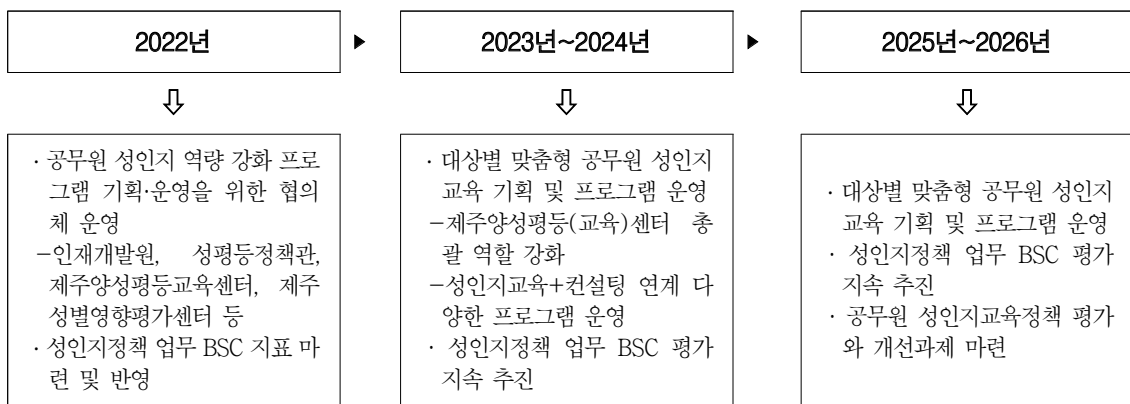 2022년 ▶ 2023년~2024년 ▶ 2025년~2026년
⇩ ⇩ ⇩
· 공무원 성인지 역량 강화 프로
그램 기획·운영을 위한 협의
체 운영
-인재개발원, 성평등정책관,
제주양성평등교육센터, 제주
성별영향평가센터 등
· 성인지정책 업무 BSC 지표 마
련 및 반영
· 대상별 맞춤형 공무원 성인지
교육 기획 및 프로그램 운영
-제주양성평등(교육)센터 총
괄 역할 강화
-성인지교육+컨설팅 연계 다
양한 프로그램 운영
· 성인지정책 업무 BSC 평가
지속 추진
· 대상별 맞춤형 공무원 성인지
교육 기획 및 프로그램 운영
· 성인지정책 업무 BSC 평가
지속 추진
· 공무원 성인지교육정책 평가
와 개선과제 마련